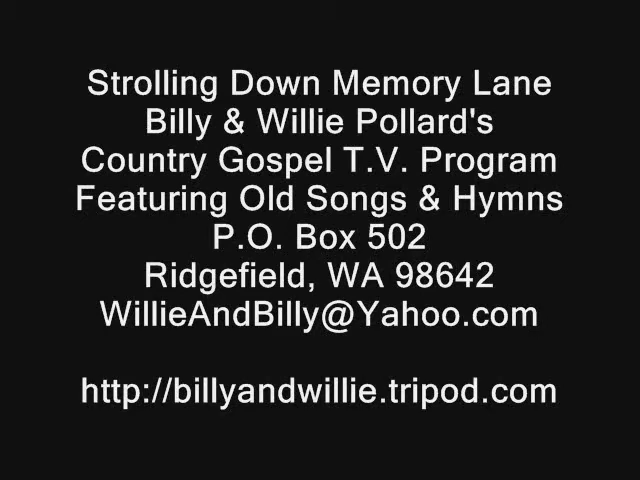 Strolling Down Memory Lane
Billy & Willie Pollard's
Country Gospel T.V. Program
Featuring Old Songs & Hymns
P.O. Box 502
Ridgefield, WA 98642
WillieAndBilly@Yahoo.com
http://billyandwillie.tripod.com